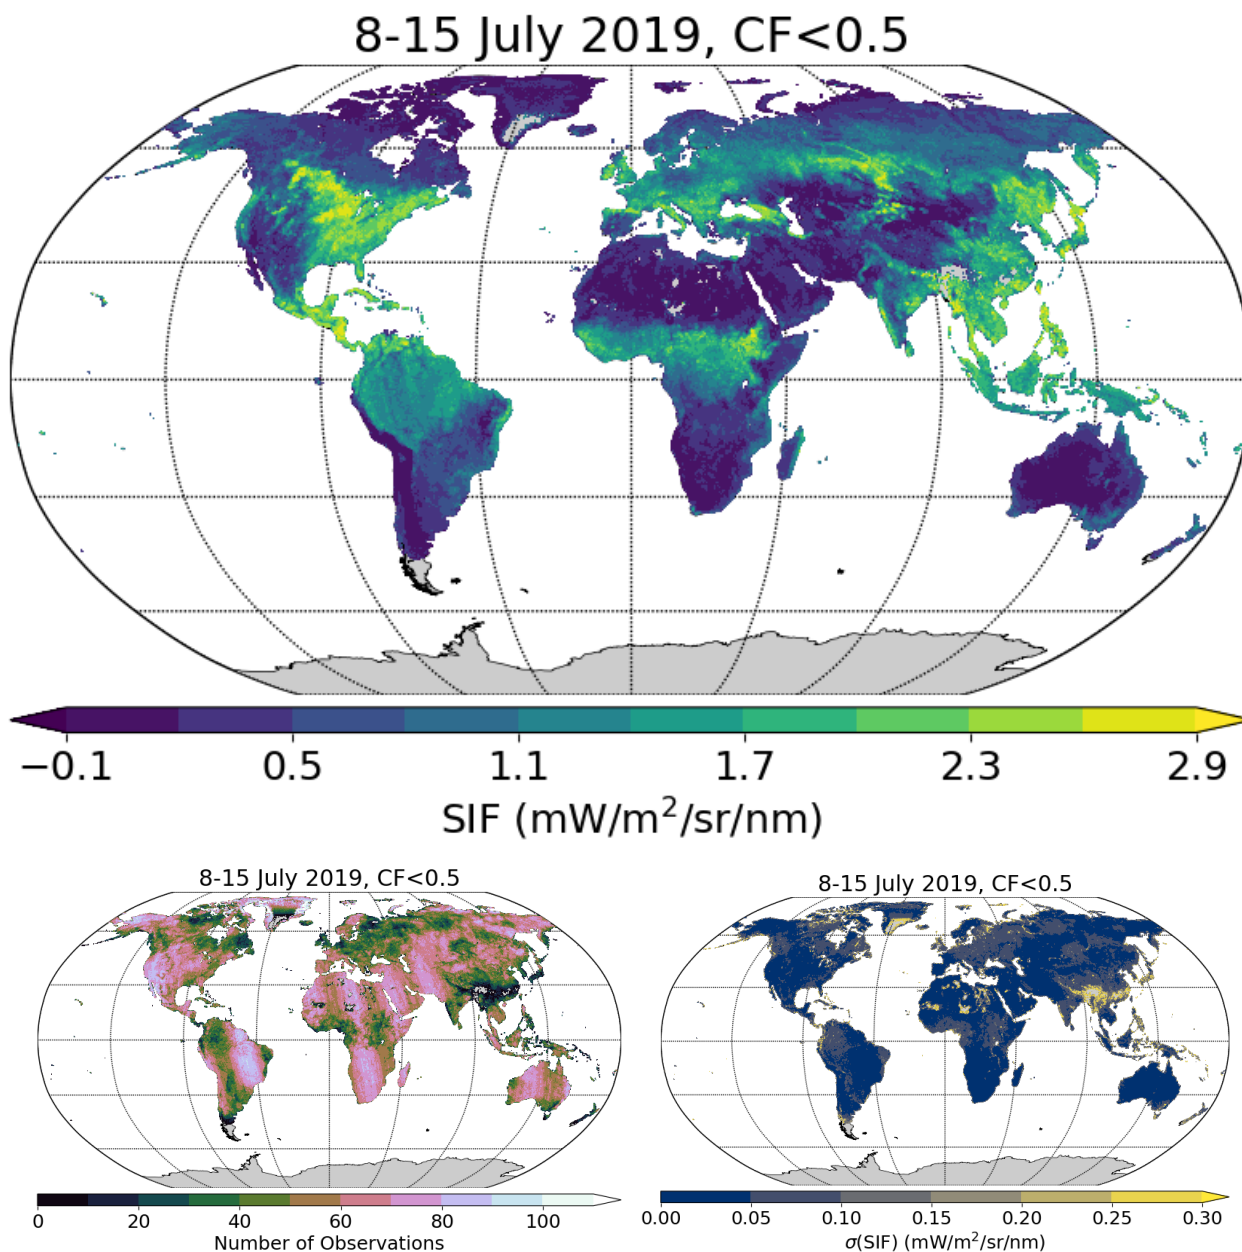 8-15 July 2019, CF<0.5
−0.1 0.5 1.1 1.7 2.3 2.9
SIF (mW/m²/sr/nm)
8-15 July 2019, CF<0.5
0 20 40 60 80 100
Number of Observations
8-15 July 2019, CF<0.5
0.00 0.05 0.10 0.15 0.20 0.25 0.30
σ(SIF) (mW/m²/sr/nm)